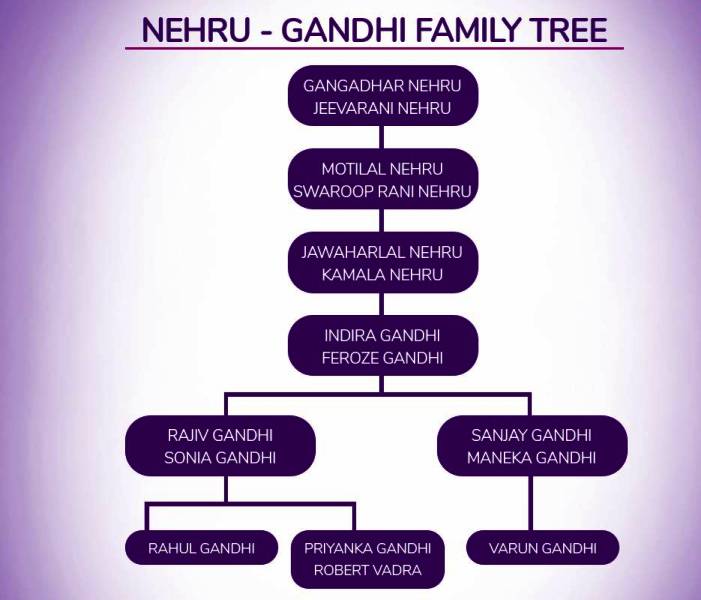 NEHRU - GANDHI FAMILY TREE
GANGADHAR NEHRU
JEEVARANI NEHRU
MOTILAL NEHRU
SWAROOP RANI NEHRU
JAWAHARLAL NEHRU
KAMALA NEHRU
INDIRA GANDHI
FEROZE GANDHI
RAJIV GANDHI
SONIA GANDHI
SANJAY GANDHI
MANEKA GANDHI
RAHUL GANDHI
PRIYANKA GANDHI
ROBERT VADRA
VARUN GANDHI